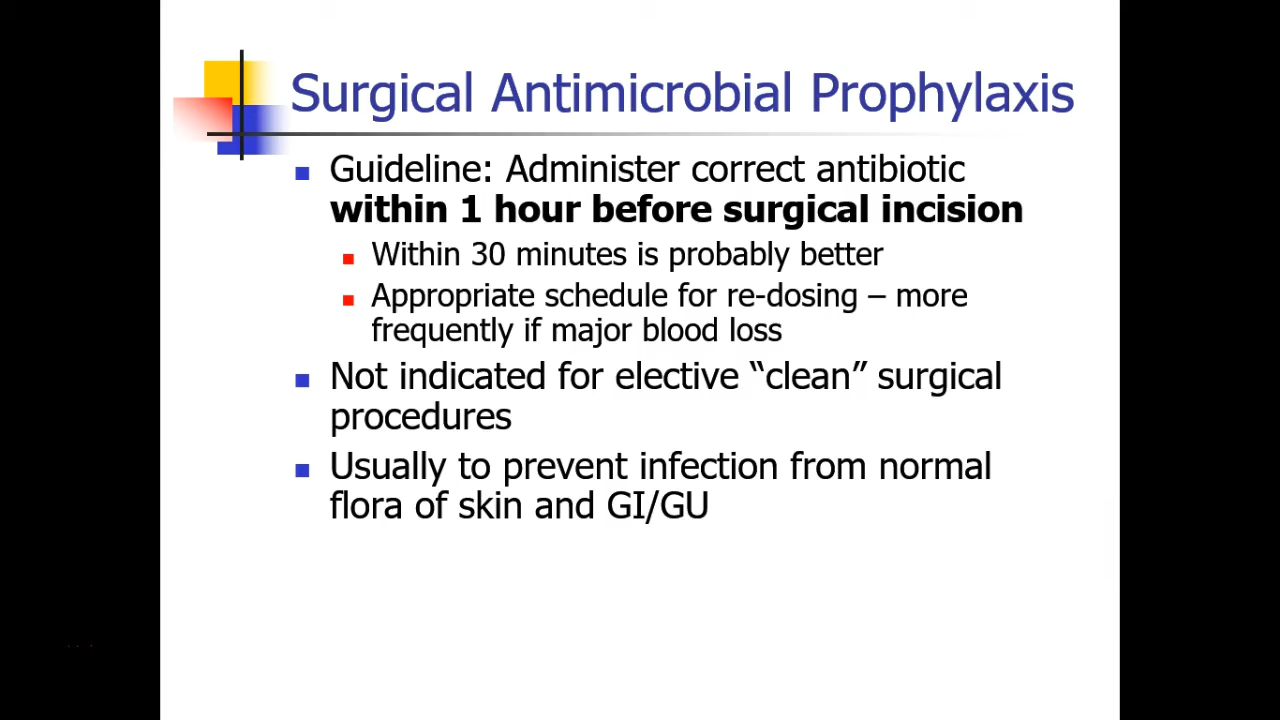 Surgical Antimicrobial Prophylaxis
Guideline: Administer correct antibiotic
within 1 hour before surgical incision
Within 30 minutes is probably better
Appropriate schedule for re-dosing – more
frequently if major blood loss
Not indicated for elective “clean” surgical
procedures
Usually to prevent infection from normal
flora of skin and GI/GU